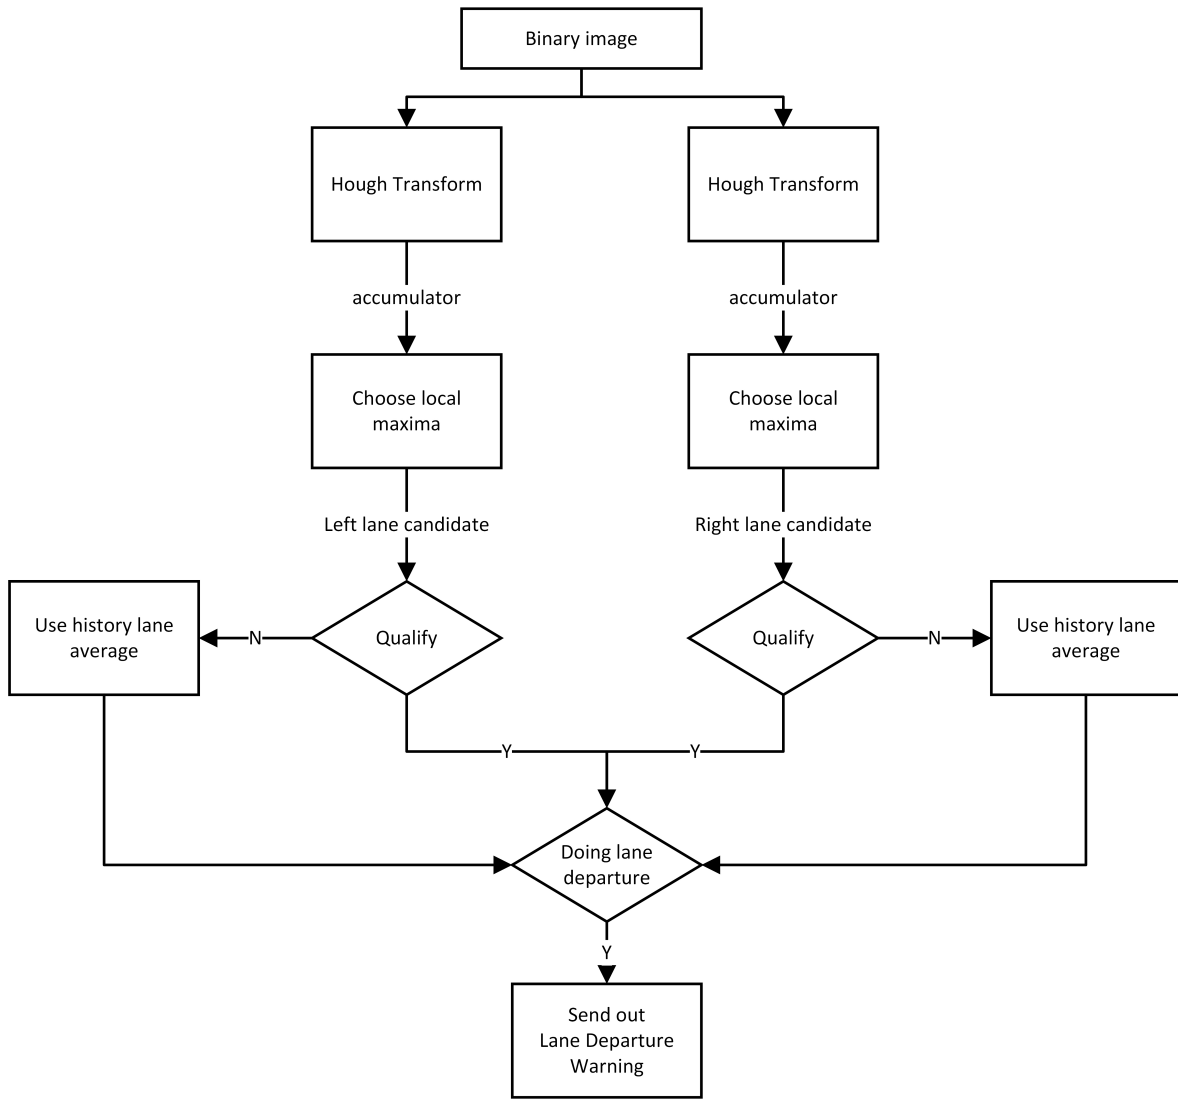 Binary image
Hough Transform
Hough Transform
accumulator
accumulator
Choose local
maxima
Choose local
maxima
Left lane candidate
Right lane candidate
Use history lane
average
N
Qualify
Qualify
N
Use history lane
average
Y
Y
Doing lane
departure
Y
Send out
Lane Departure
Warning